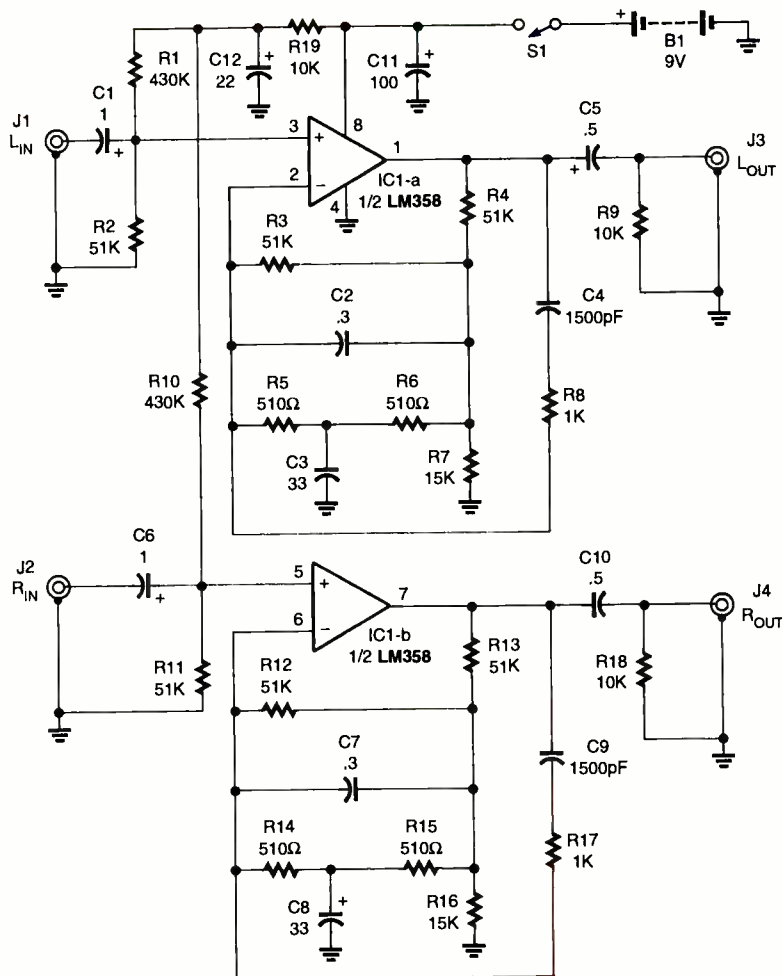 R1
430K
C12
22
+
R19
10K
C11
100
+
S1
+
B1
9V
J1
L IN
C1
1
+
R2
51K
3
+
2
−
8
4
1
IC1-a
1/2 LM358
R3
51K
R4
51K
C5
.5
+
J3
L OUT
R9
10K
C2
.3
C4
1500pF
R5
510Ω
R6
510Ω
R8
1K
C3
33
R7
15K
R10
430K
J2
R IN
C6
1
+
R11
51K
5
+
6
−
7
IC1-b
1/2 LM358
R12
51K
R13
51K
C10
.5
J4
R OUT
R18
10K
C7
.3
C9
1500pF
R14
510Ω
R15
510Ω
R17
1K
C8
33
+
R16
15K